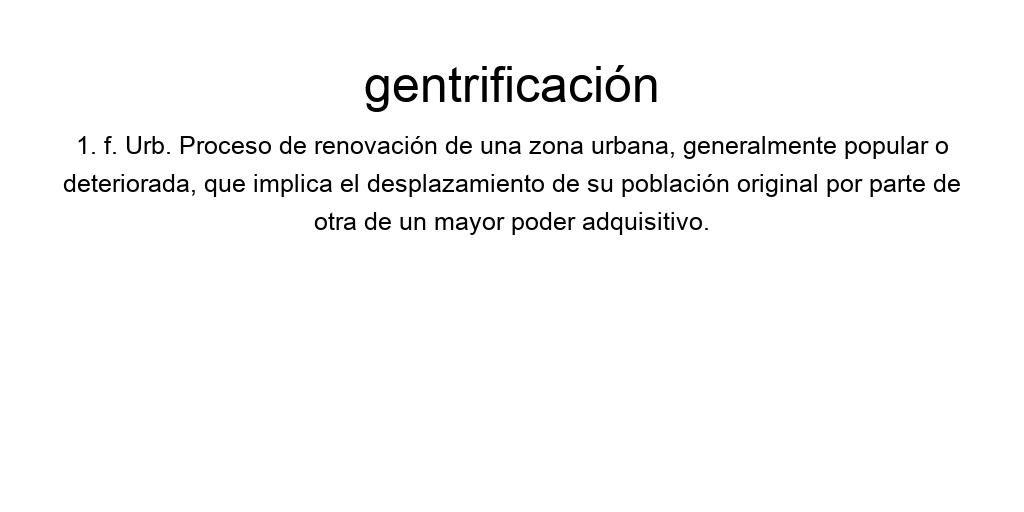 gentrificación
1. f. Urb. Proceso de renovación de una zona urbana, generalmente popular o
deteriorada, que implica el desplazamiento de su población original por parte de
otra de un mayor poder adquisitivo.